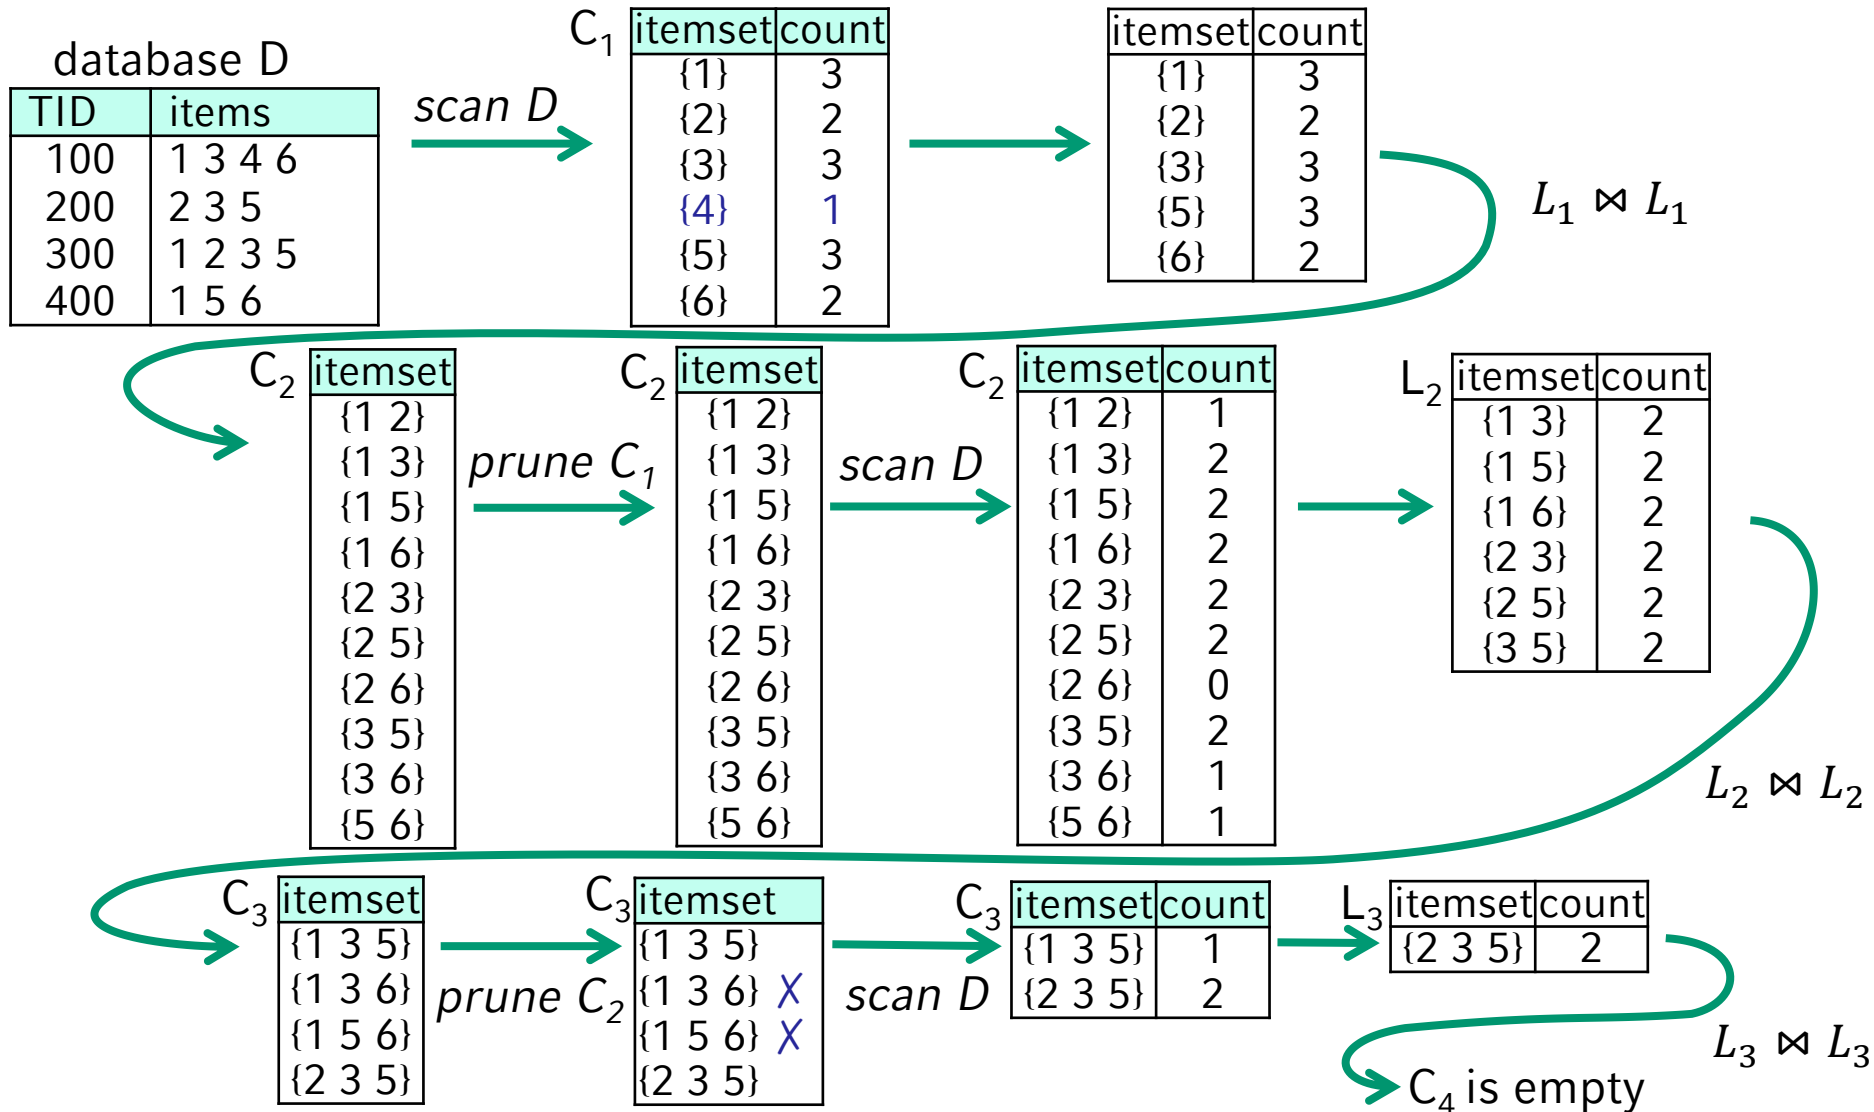 database D
TID items
100 1 3 4 6
200 2 3 5
300 1 2 3 5
400 1 5 6
scan D
C₁
itemset count
{1} 3
{2} 2
{3} 3
{4} 1
{5} 3
{6} 2
itemset count
{1} 3
{2} 2
{3} 3
{5} 3
{6} 2
L₁ ⋈ L₁
C₂
itemset
{1 2}
{1 3}
{1 5}
{1 6}
{2 3}
{2 5}
{2 6}
{3 5}
{3 6}
{5 6}
prune C₁
C₂
itemset
{1 2}
{1 3}
{1 5}
{1 6}
{2 3}
{2 5}
{2 6}
{3 5}
{3 6}
{5 6}
scan D
C₂
itemset count
{1 2} 1
{1 3} 2
{1 5} 2
{1 6} 2
{2 3} 2
{2 5} 2
{2 6} 0
{3 5} 2
{3 6} 1
{5 6} 1
L₂
itemset count
{1 3} 2
{1 5} 2
{1 6} 2
{2 3} 2
{2 5} 2
{3 5} 2
L₂ ⋈ L₂
C₃
itemset
{1 3 5}
{1 3 6}
{1 5 6}
{2 3 5}
prune C₂
C₃
itemset
{1 3 5}
{1 3 6} ✗
{1 5 6} ✗
{2 3 5}
scan D
C₃
itemset count
{1 3 5} 1
{2 3 5} 2
L₃
itemset count
{2 3 5} 2
L₃ ⋈ L₃
C₄ is empty